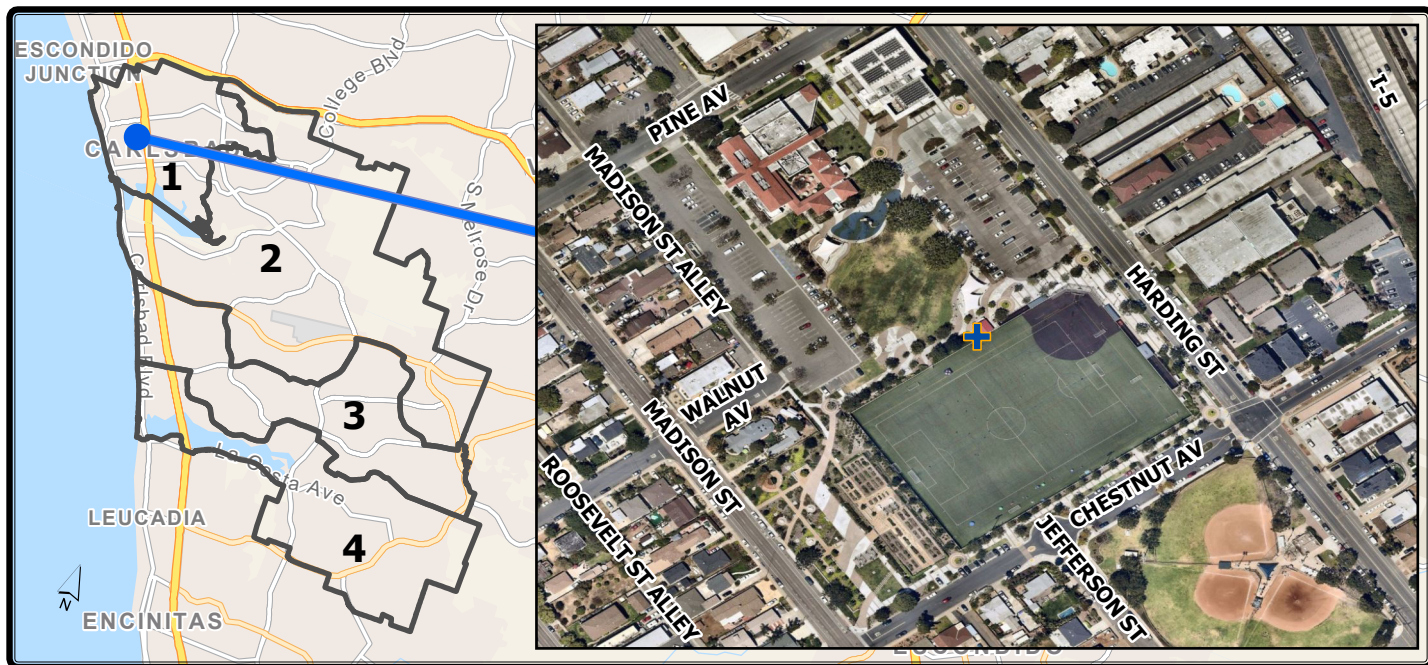 ESCONDIDO
JUNCTION
College Blvd
CARLSBAD
1
2
S Melrose Dr
Carlsbad Blvd
3
La Costa Ave
LEUCADIA
4
N
ENCINITAS
PINE AV
I-5
MADISON ST ALLEY
HARDING ST
WALNUT
AV
MADISON ST
CHESTNUT AV
ROOSEVELT ST ALLEY
JEFFERSON ST
ESCONDIDO